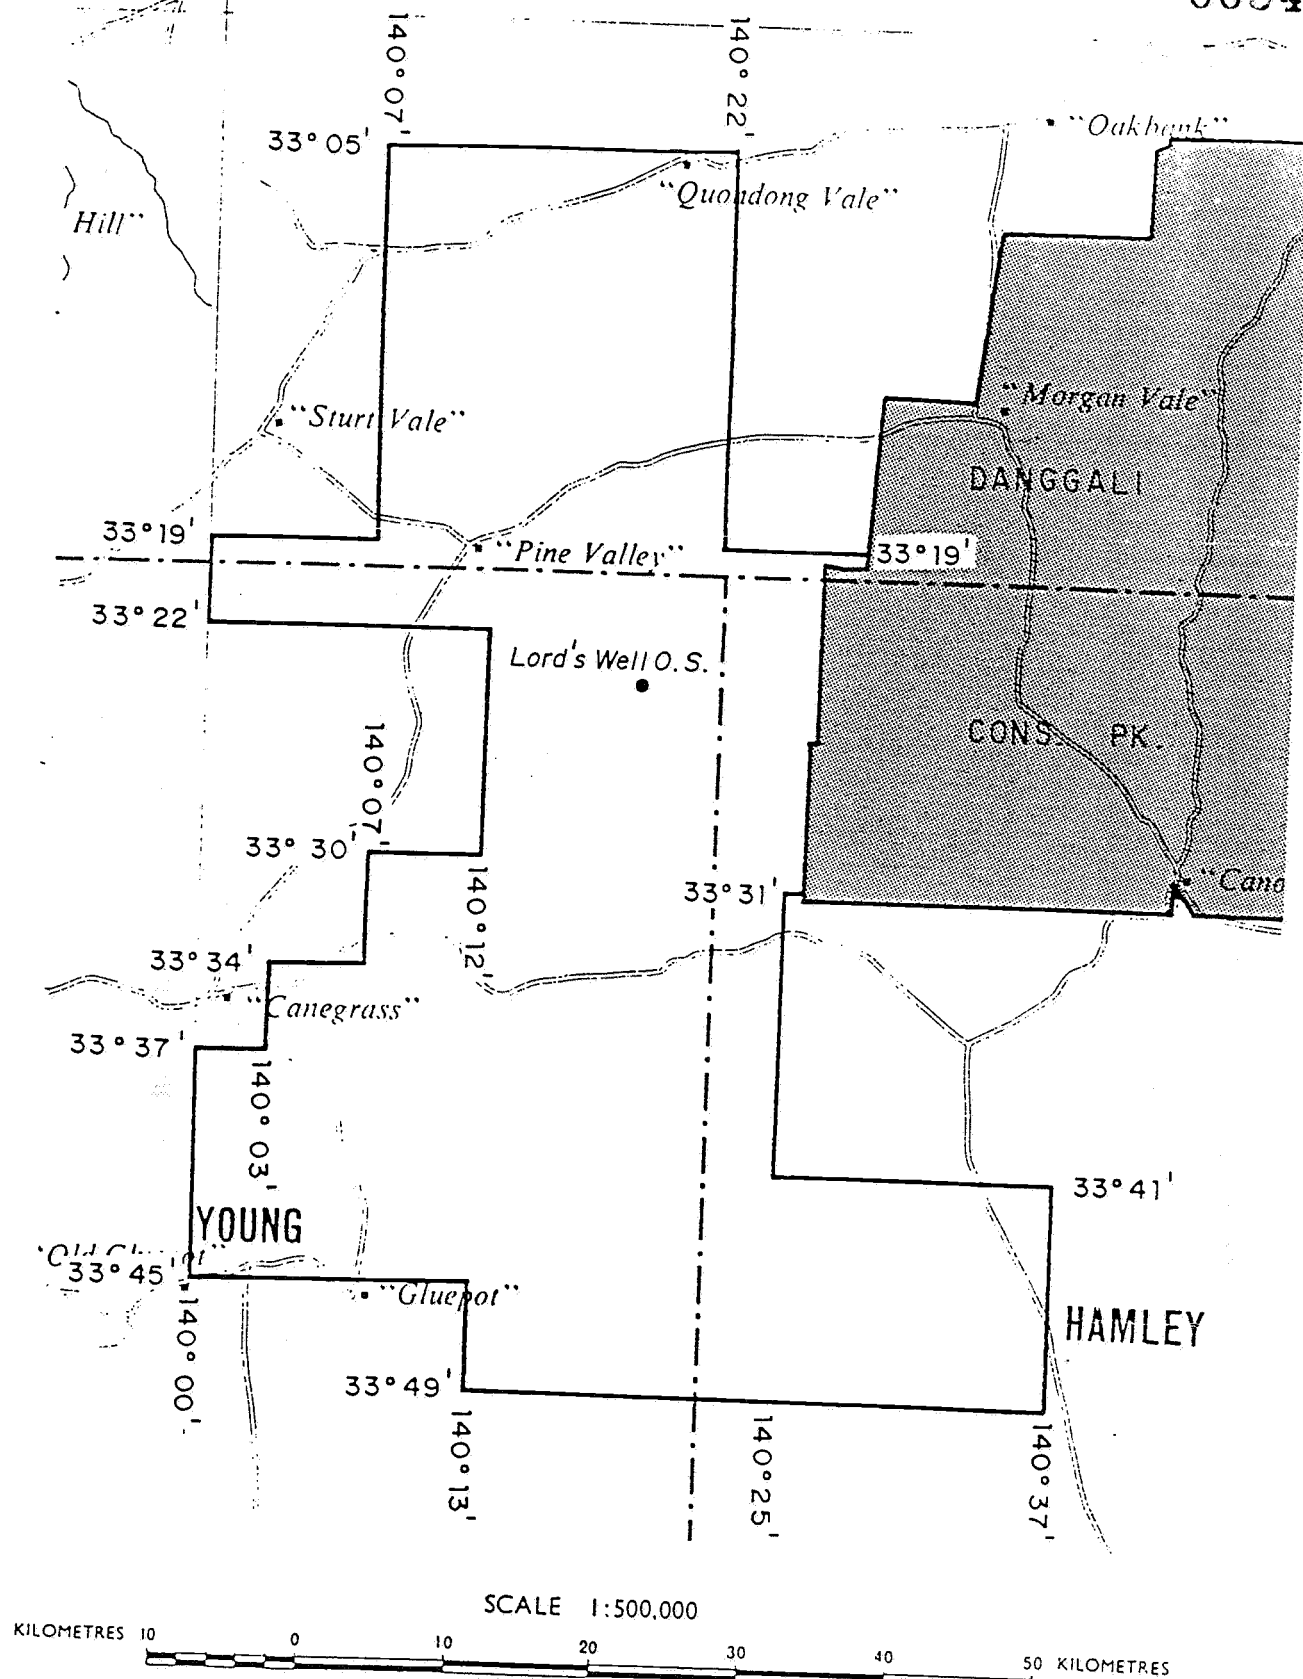 140° 07'
140° 22'
33° 05'
"Oakbank"
"Quondong Vale"
Hill"
"Sturt Vale"
"Morgan Vale"
DANGGALI
33° 19'
"Pine Valley"
33° 19'
33° 22'
Lord's Well O.S.
140° 07'
CONS. PK.
33° 30'
33° 31'
140° 12'
33° 34'
"Canegrass"
33° 37'
140° 03'
33° 41'
YOUNG
33° 45'
"Gluepot"
140° 00'
HAMLEY
33° 49'
140° 13'
140° 25'
140° 37'
SCALE 1:500,000
KILOMETRES 10 0 10 20 30 40 50 KILOMETRES